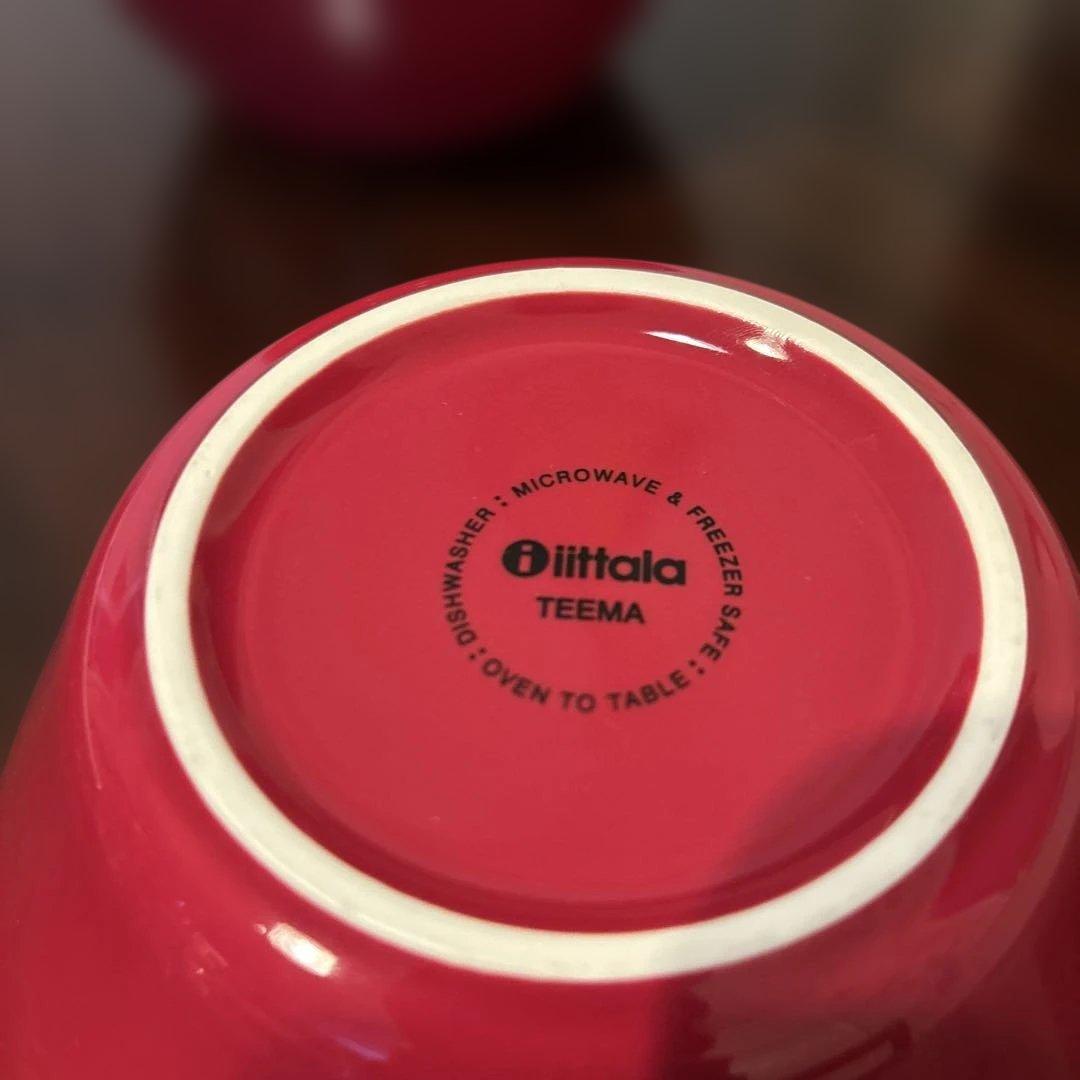 MICROWAVE & FREEZER SAFE : OVEN TO TABLE : DISHWASHER :
i iittala
TEEMA